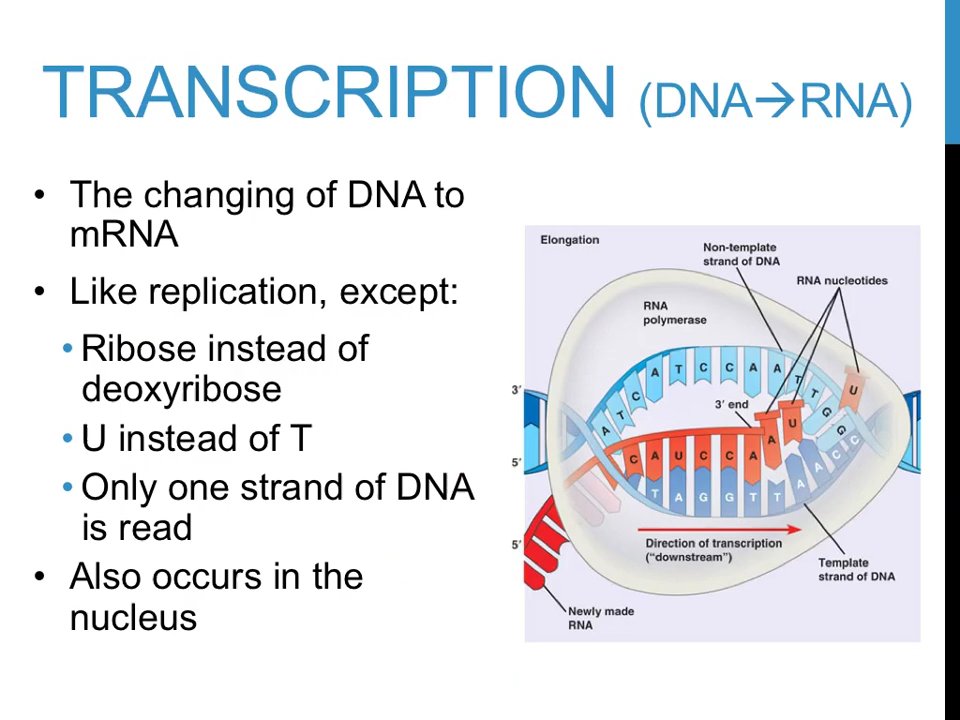 TRANSCRIPTION (DNA→RNA)
• The changing of DNA to
mRNA
• Like replication, except:
• Ribose instead of
deoxyribose
• U instead of T
• Only one strand of DNA
is read
• Also occurs in the
nucleus
Elongation
Non-template
strand of DNA
RNA nucleotides
RNA
polymerase
3′
3′ end
5′
5′
A T C A T C C A A T T G G
U
C A U C C A A U
T A G G T T A A C C
Direction of transcription
(“downstream”)
Template
strand of DNA
Newly made
RNA